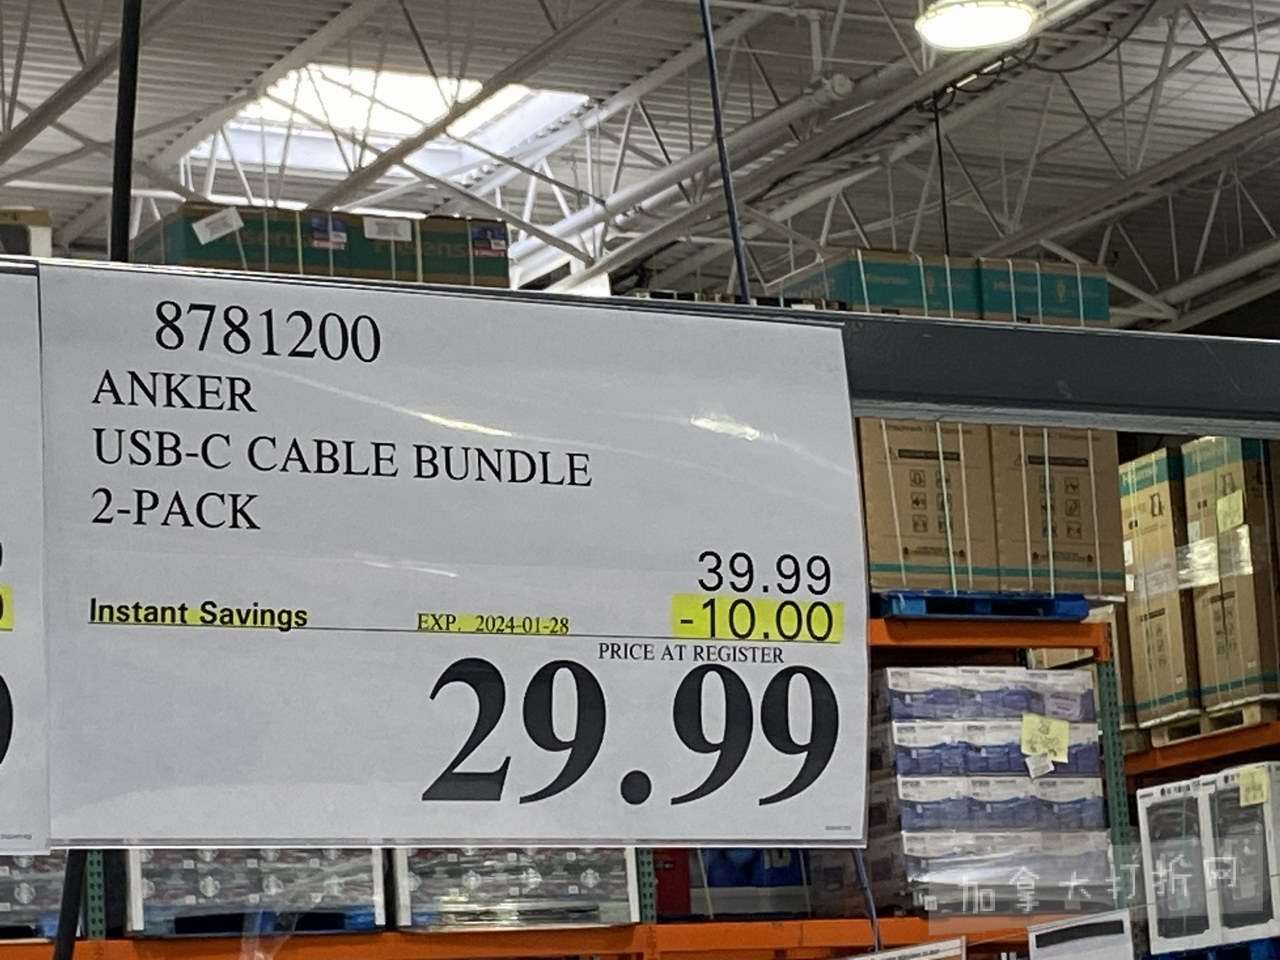 8781200
ANKER
USB-C CABLE BUNDLE
2-PACK
39.99
Instant Savings EXP. 2024-01-28 -10.00
PRICE AT REGISTER
29.99
Hisense
加拿大打折网